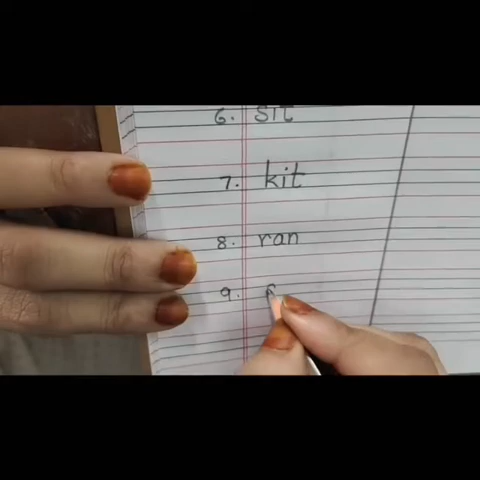 6. sit
7. kit
8. ran
9.